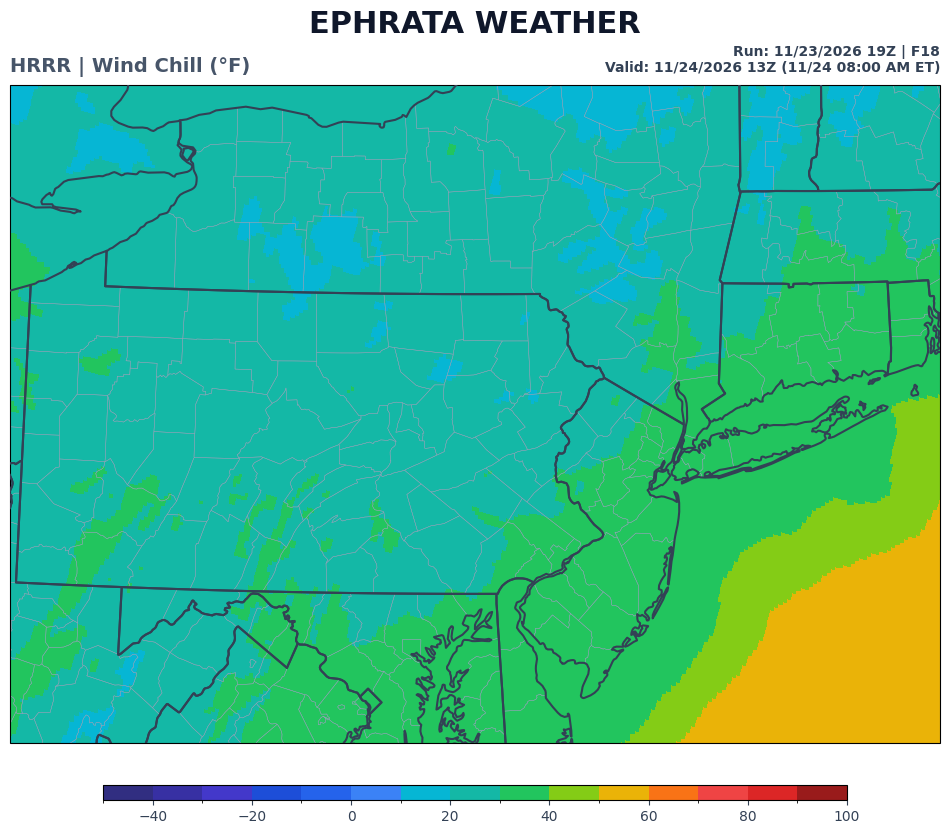 EPHRATA WEATHER
Run: 11/23/2026 19Z | F18
HRRR | Wind Chill (°F)
Valid: 11/24/2026 13Z (11/24 08:00 AM ET)
−40 −20 0 20 40 60 80 100